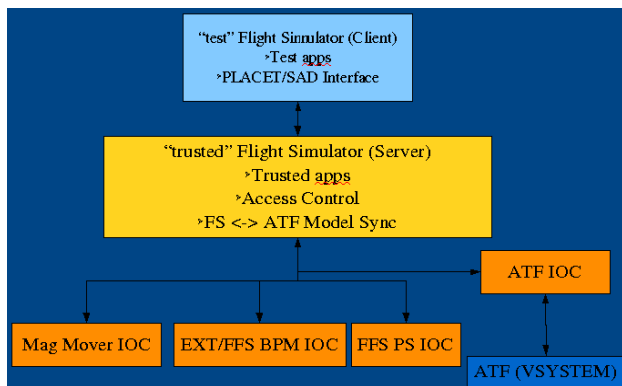 “test” Flight Simulator (Client)
Test apps
PLACET/SAD Interface
“trusted” Flight Simulator (Server)
Trusted apps
Access Control
FS <-> ATF Model Sync
ATF IOC
Mag Mover IOC
EXT/FFS BPM IOC
FFS PS IOC
ATF (VSYSTEM)